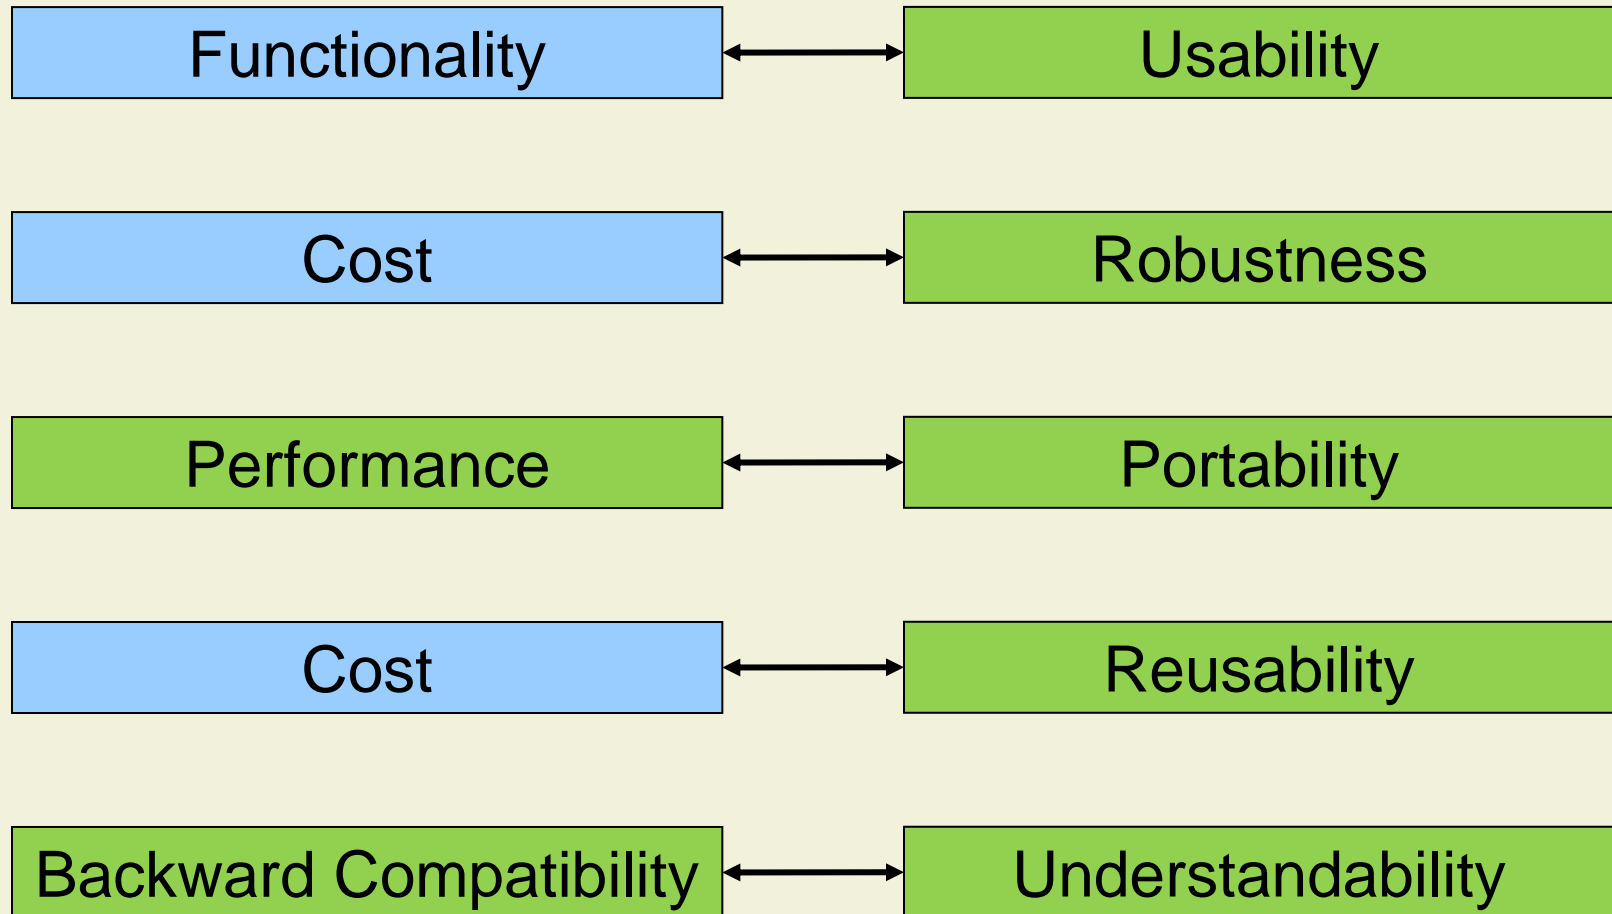 Functionality
Usability
Cost
Robustness
Performance
Portability
Cost
Reusability
Backward Compatibility
Understandability